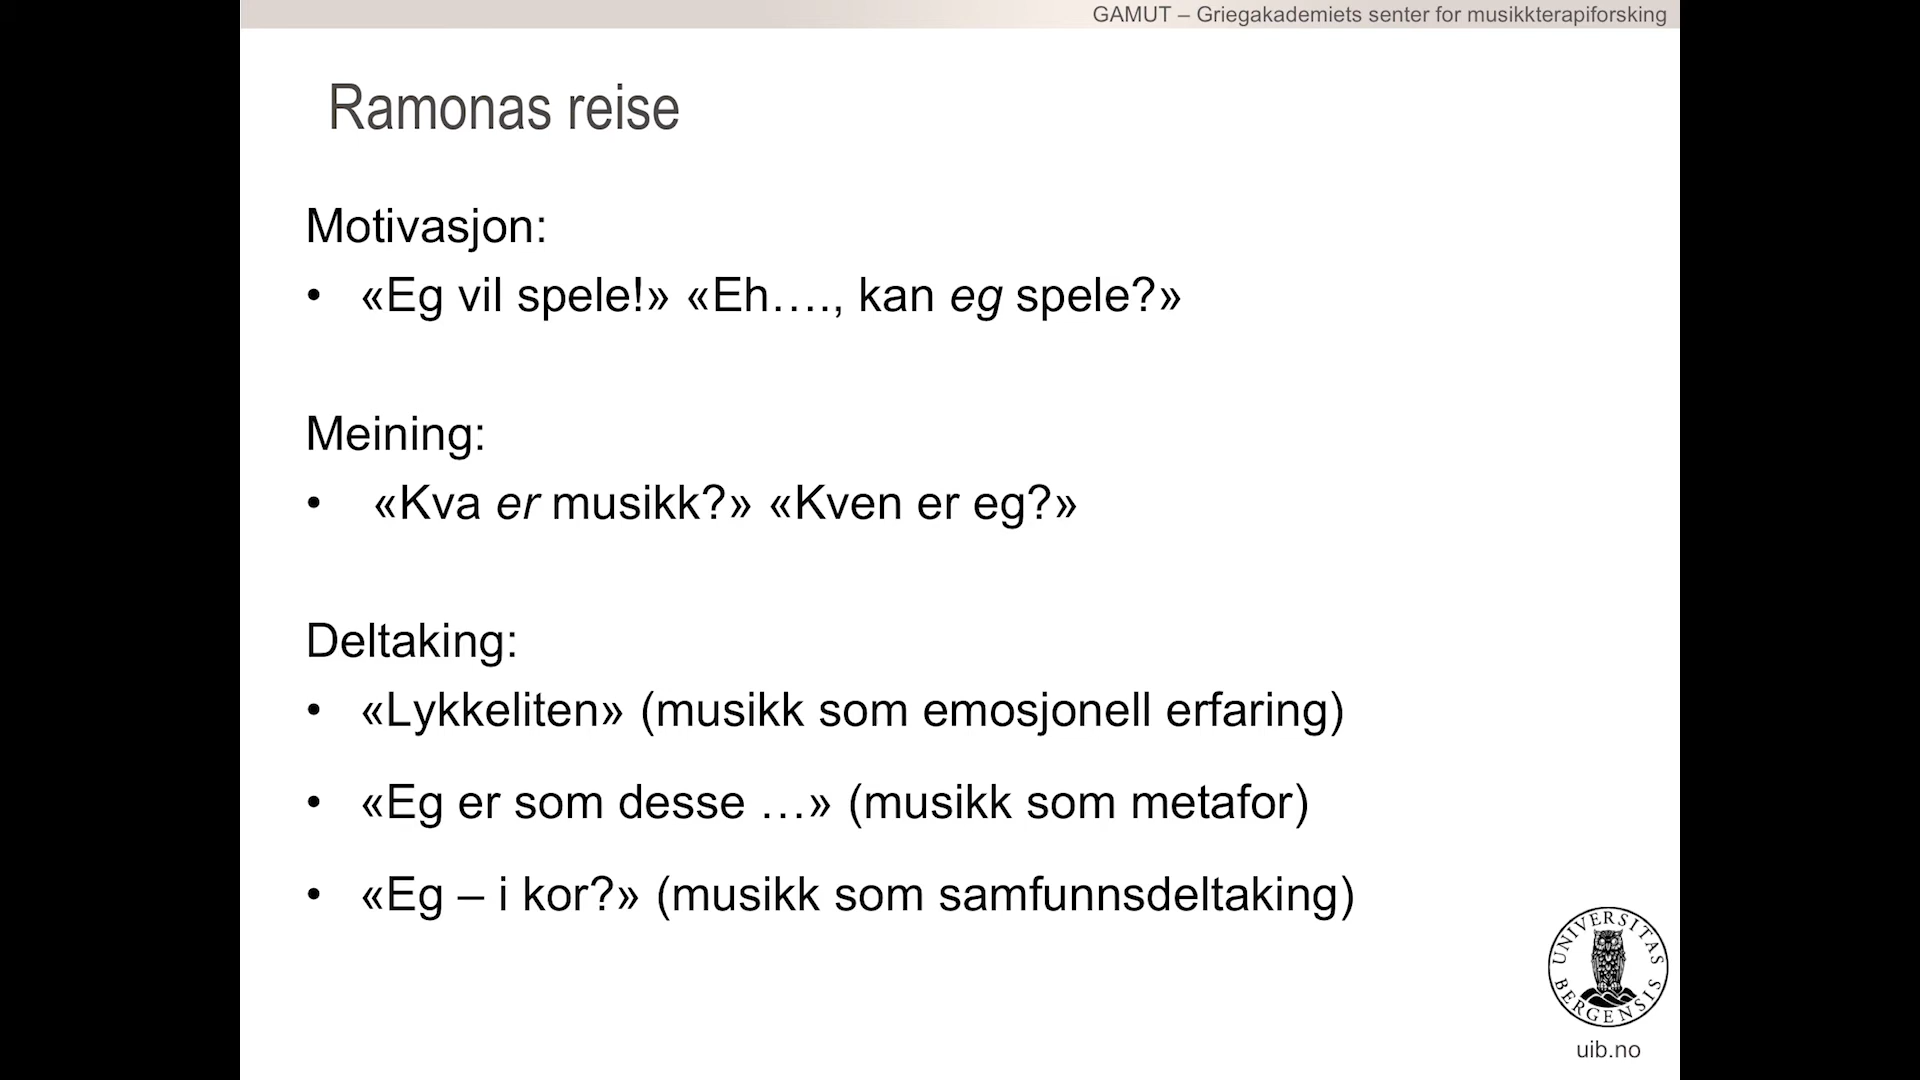 GAMUT – Griegakademiets senter for musikkterapiforsking
Ramonas reise
Motivasjon:
• «Eg vil spele!» «Eh…., kan eg spele?»
Meining:
• «Kva er musikk?» «Kven er eg?»
Deltaking:
• «Lykkeliten» (musikk som emosjonell erfaring)
• «Eg er som desse …» (musikk som metafor)
• «Eg – i kor?» (musikk som samfunnsdeltaking)
UNIVERSITAS BERGENSIS
uib.no